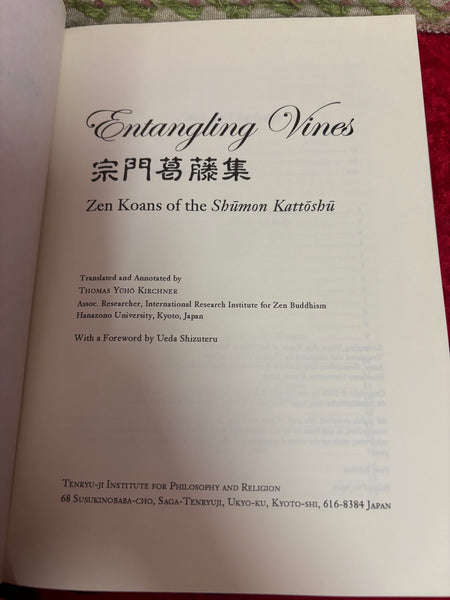 Entangling Vines
宗門葛藤集
Zen Koans of the Shūmon Kattōshū
Translated and Annotated by
Thomas Yūhō Kirchner
Assoc. Researcher, International Research Institute for Zen Buddhism
Hanazono University, Kyoto, Japan
With a Foreword by Ueda Shizuteru
Tenryu-ji Institute for Philosophy and Religion
68 Susukinobaba-cho, Saga-Tenryuji, Ukyo-ku, Kyoto-shi, 616-8384 Japan